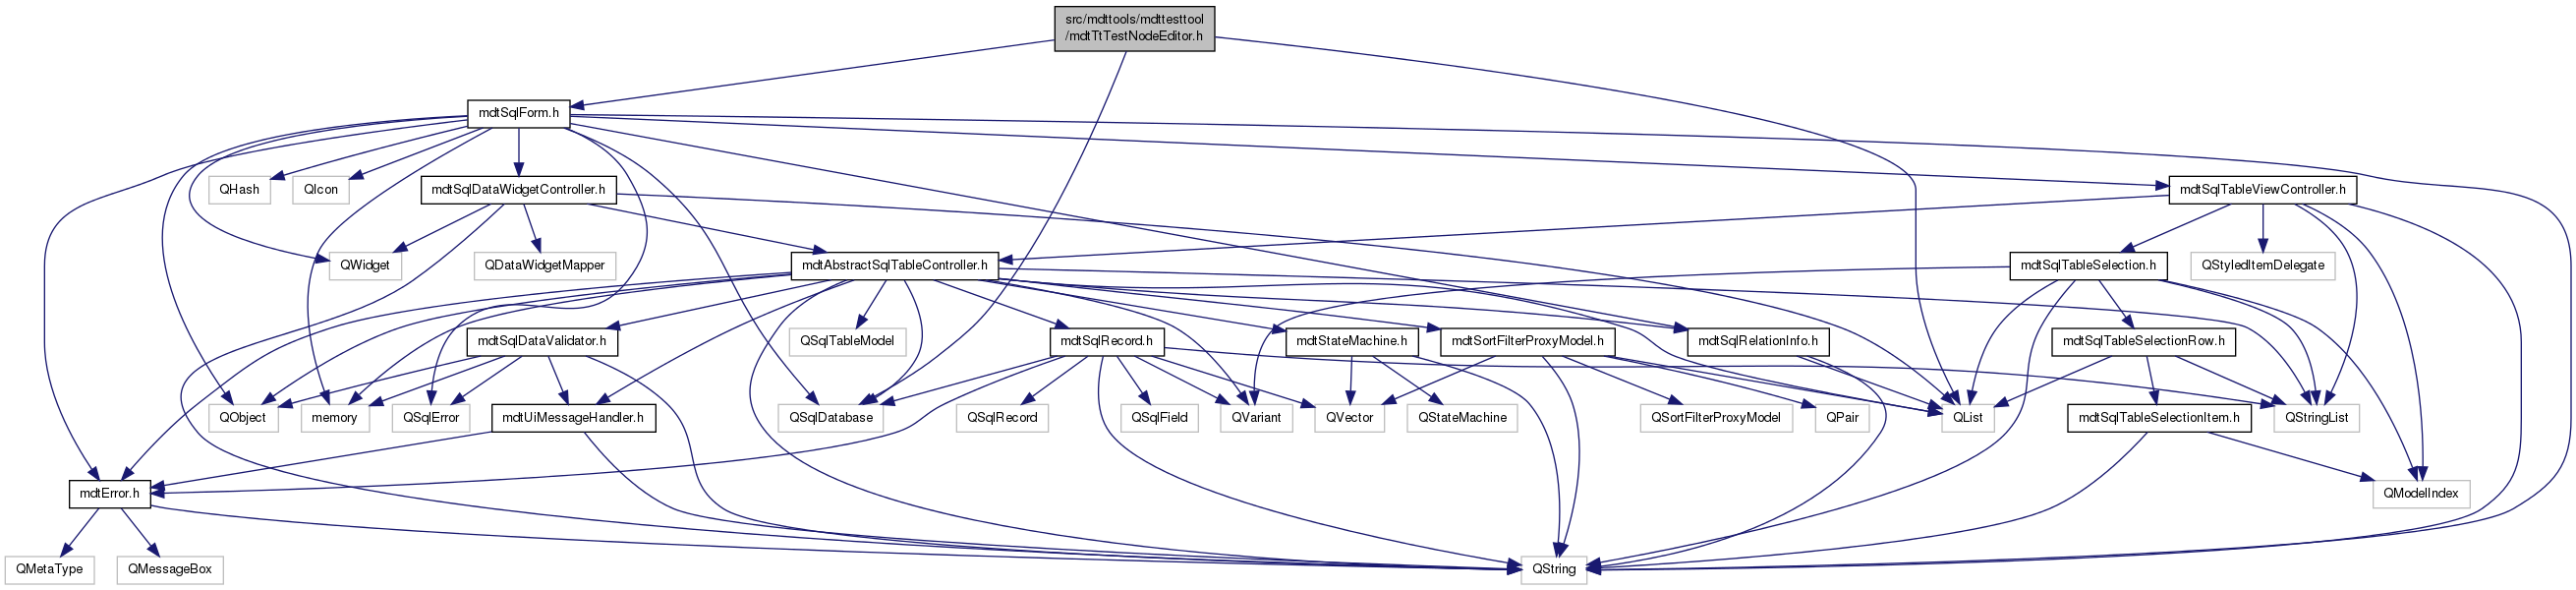 src/mdttools/mdttesttool
/mdtTtTestNodeEditor.h
mdtSqlForm.h
QHash
QIcon
mdtSqlDataWidgetController.h
mdtSqlTableViewController.h
QWidget
QDataWidgetMapper
mdtAbstractSqlTableController.h
mdtSqlTableSelection.h
QStyledItemDelegate
mdtSqlDataValidator.h
QSqlTableModel
mdtSqlRecord.h
mdtStateMachine.h
mdtSortFilterProxyModel.h
mdtSqlRelationInfo.h
mdtSqlTableSelectionRow.h
QObject
memory
QSqlError
mdtUiMessageHandler.h
QSqlDatabase
QSqlRecord
QSqlField
QVariant
QVector
QStateMachine
QSortFilterProxyModel
QPair
QList
mdtSqlTableSelectionItem.h
QStringList
mdtError.h
QModelIndex
QMetaType
QMessageBox
QString